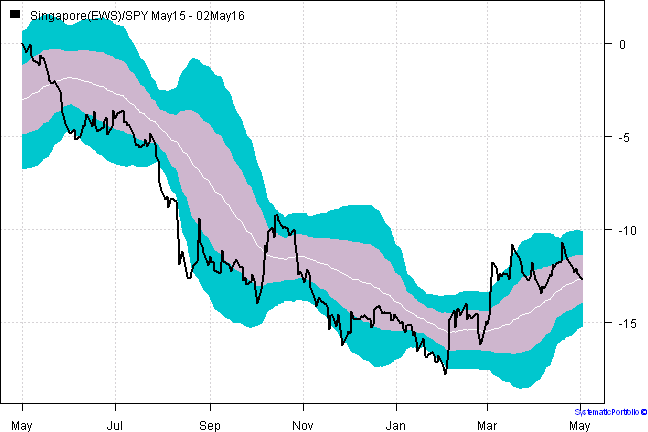 Singapore(EWS)/SPY May15 - 02May16
0
-5
-10
-15
May Jul Sep Nov Jan Mar May
SystematicPortfolio ©